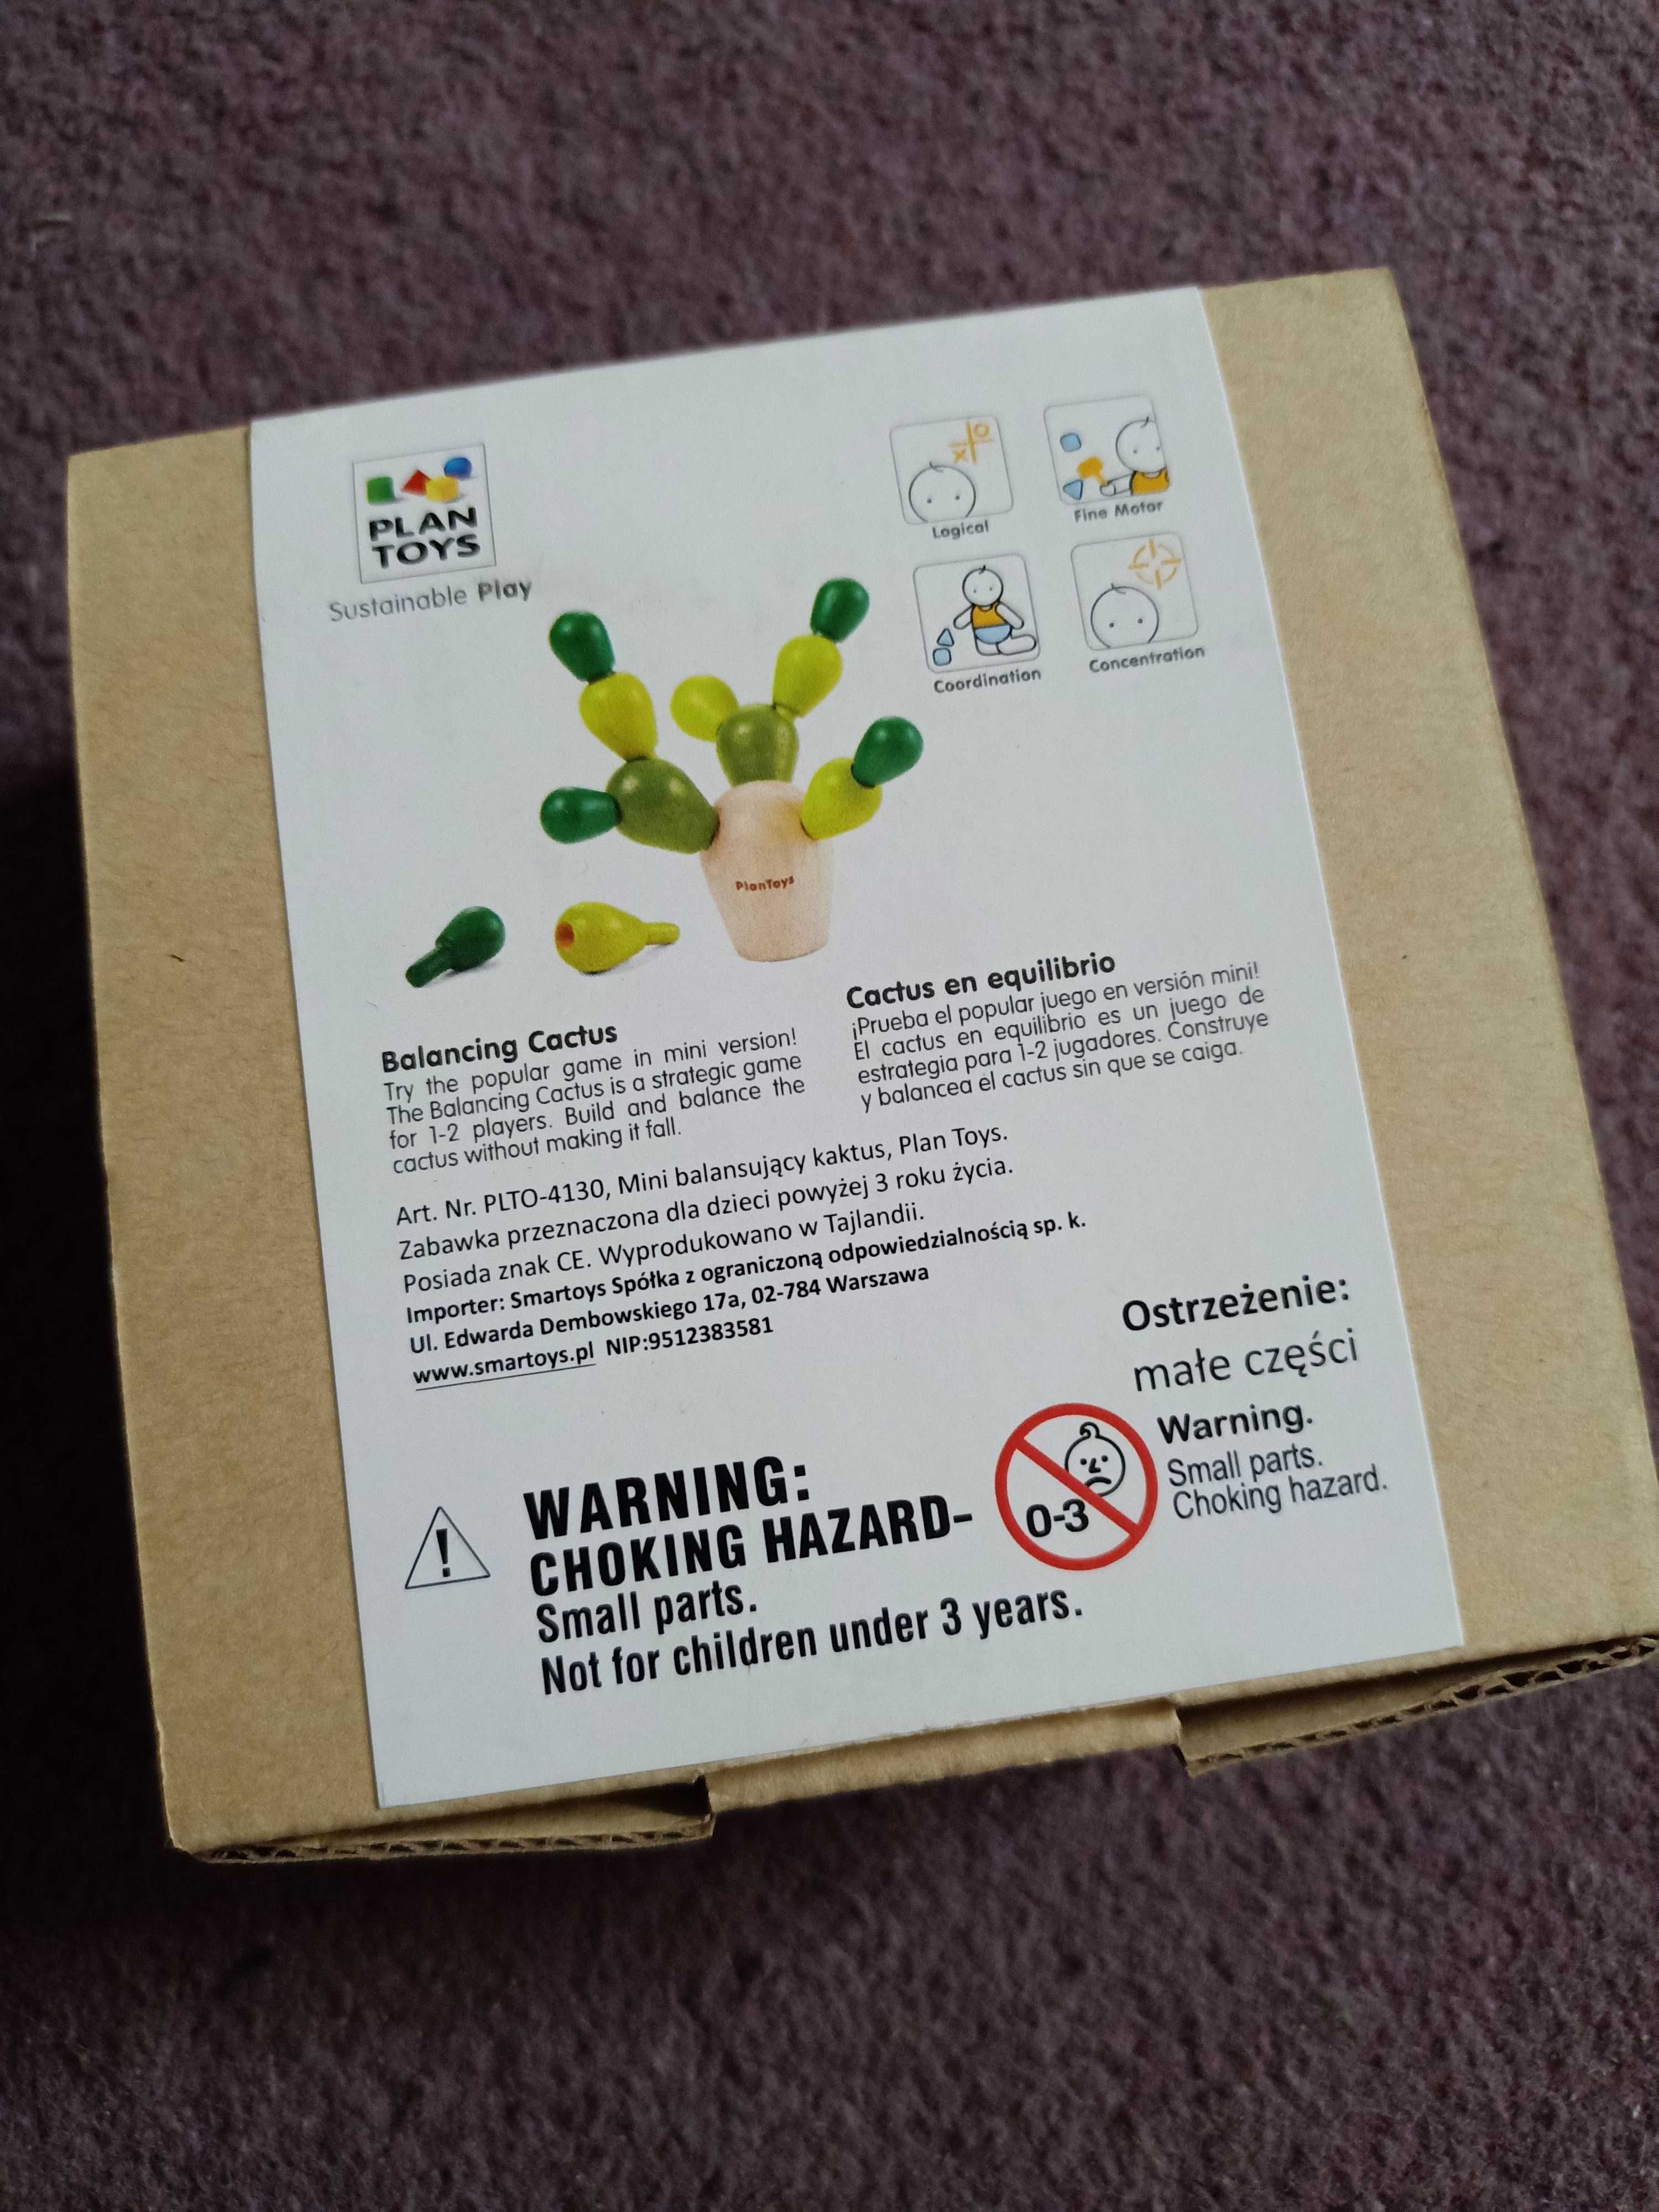 PLAN
TOYS
Sustainable Play
Logical
Fine Motor
Coordination
Concentration
PlanToys
Balancing Cactus
Try the popular game in mini version!
The Balancing Cactus is a strategic game
for 1-2 players. Build and balance the
cactus without making it fall.
Cactus en equilibrio
¡Prueba el popular juego en versión mini!
El cactus en equilibrio es un juego de
estrategia para 1-2 jugadores. Construye
y balancea el cactus sin que se caiga.
Art. Nr. PLTO-4130, Mini balansujący kaktus, Plan Toys.
Zabawka przeznaczona dla dzieci powyżej 3 roku życia.
Posiada znak CE. Wyprodukowano w Tajlandii.
Importer: Smartoys Spółka z ograniczoną odpowiedzialnością sp. k.
Ul. Edwarda Dembowskiego 17a, 02-784 Warszawa
www.smartoys.pl NIP:9512383581
Ostrzeżenie:
małe części
Warning.
Small parts.
Choking hazard.
0-3
!
WARNING:
CHOKING HAZARD-
Small parts.
Not for children under 3 years.